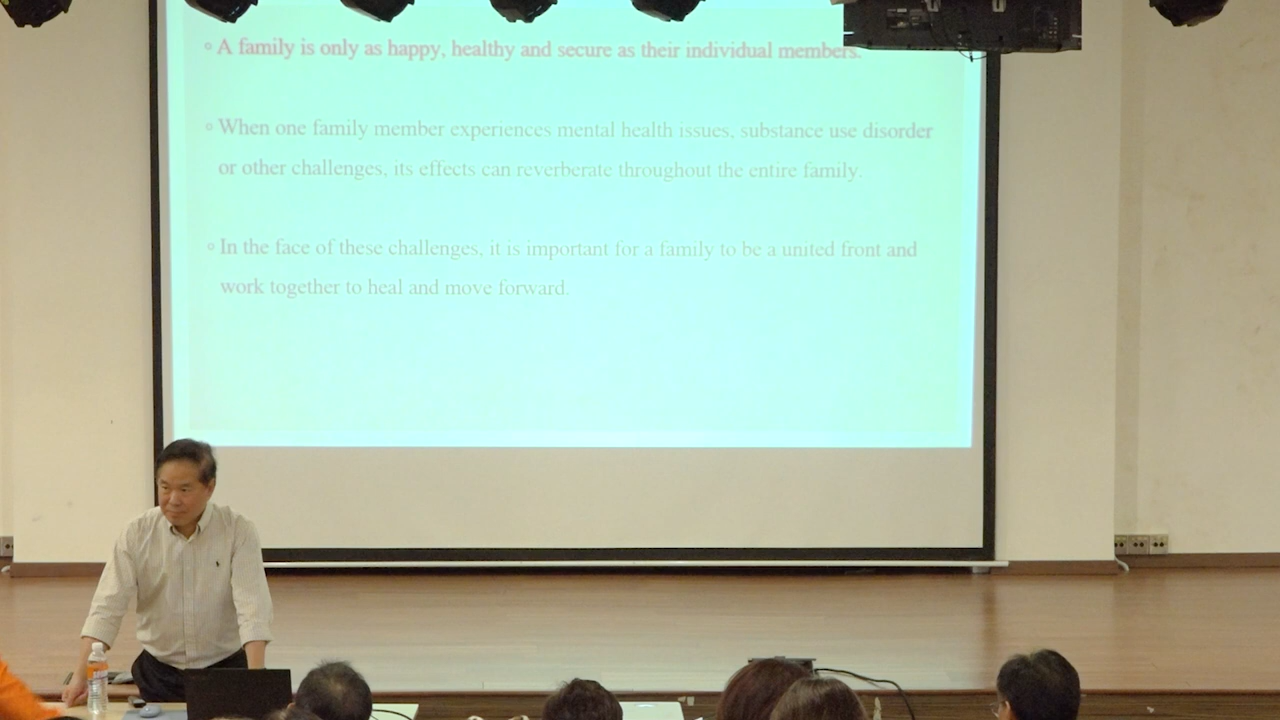 A family is only as happy, healthy and secure as their individual members.
When one family member experiences mental health issues, substance use disorder
or other challenges, its effects can reverberate throughout the entire family.
In the face of these challenges, it is important for a family to be a united front and
work together to heal and move forward.